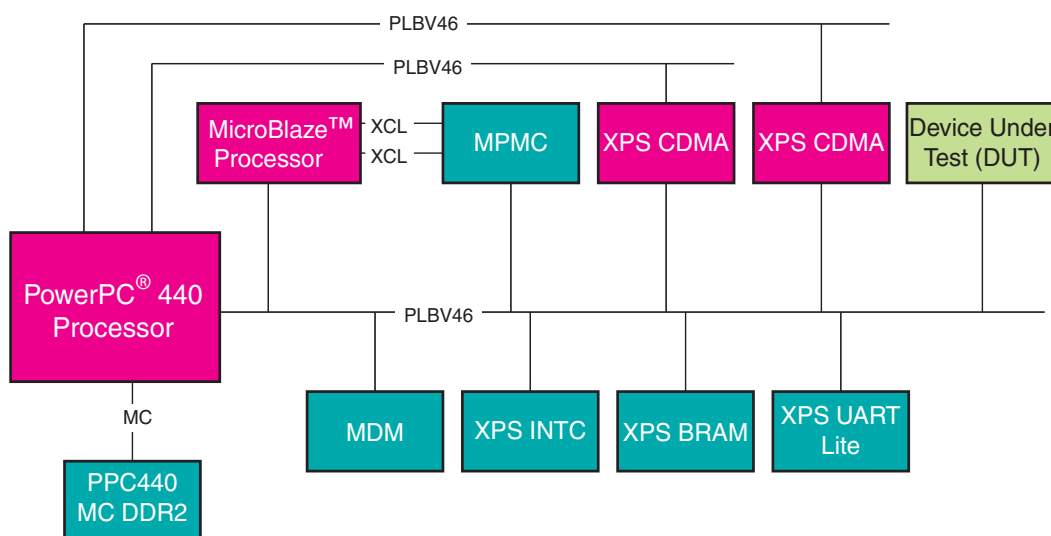 PLBV46
PLBV46
MicroBlaze™
Processor
XCL
XCL
MPMC
XPS CDMA
XPS CDMA
Device Under
Test (DUT)
PowerPC® 440
Processor
PLBV46
MC
MDM
XPS INTC
XPS BRAM
XPS UART
Lite
PPC440
MC DDR2